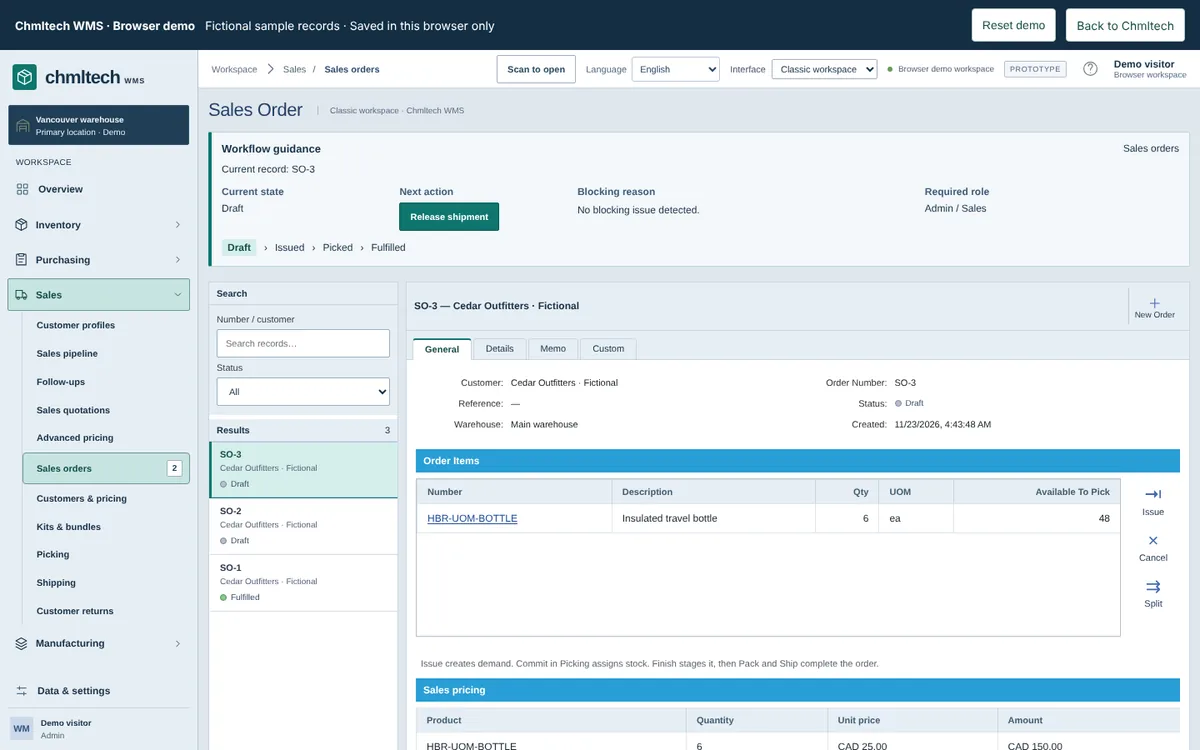 Chmltech WMS · Browser demo Fictional sample records · Saved in this browser only Reset demo Back to Chmltech
chmltech WMS
Workspace Sales / Sales orders Scan to open Language English Interface Classic workspace Browser demo workspace PROTOTYPE ? Demo visitor
Browser workspace
Vancouver warehouse
Primary location · Demo
WORKSPACE
Overview
Inventory
Purchasing
Sales
Customer profiles
Sales pipeline
Follow-ups
Sales quotations
Advanced pricing
Sales orders 2
Customers & pricing
Kits & bundles
Picking
Shipping
Customer returns
Manufacturing
Data & settings
WM Demo visitor
Admin
Sales Order | Classic workspace · Chmltech WMS
Workflow guidance Sales orders
Current record: SO-3
Current state Next action Blocking reason Required role
Draft Release shipment No blocking issue detected. Admin / Sales
Draft › Issued › Picked › Fulfilled
Search
Number / customer
Search records…
Status
All
Results 3
SO-3
Cedar Outfitters · Fictional
Draft
SO-2
Cedar Outfitters · Fictional
Draft
SO-1
Cedar Outfitters · Fictional
Fulfilled
SO-3 — Cedar Outfitters · Fictional New Order
General Details Memo Custom
Customer: Cedar Outfitters · Fictional Order Number: SO-3
Reference: — Status: Draft
Warehouse: Main warehouse Created: 11/23/2026, 4:43:48 AM
Order Items
Number Description Qty UOM Available To Pick
HBR-UOM-BOTTLE Insulated travel bottle 6 ea 48
Issue
Cancel
Split
Issue creates demand. Commit in Picking assigns stock. Finish stages it, then Pack and Ship complete the order.
Sales pricing
Product Quantity Unit price Amount
HBR-UOM-BOTTLE 6 CAD 25.00 CAD 150.00